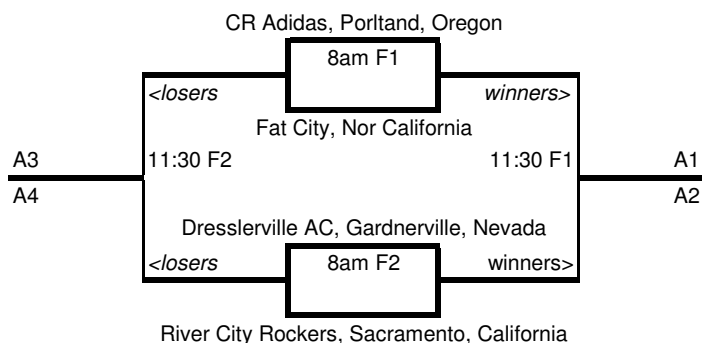 CR Adidas, Porltand, Oregon
8am F1
<losers
winners>
Fat City, Nor California
A3
11:30 F2
11:30 F1
A1
A4
A2
Dresslerville AC, Gardnerville, Nevada
<losers
8am F2
winners>
River City Rockers, Sacramento, California